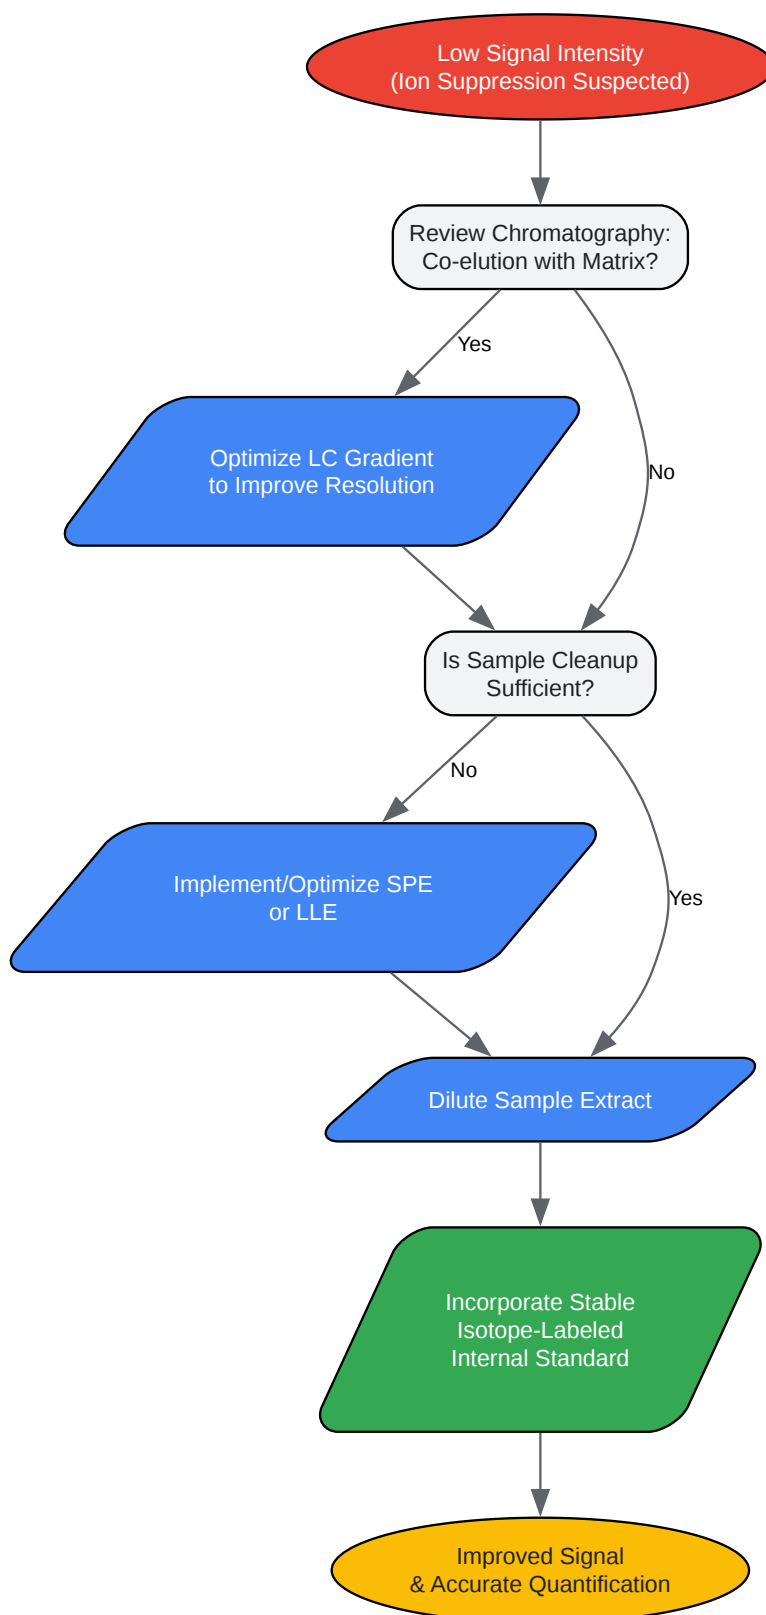 Low Signal Intensity
(Ion Suppression Suspected)
Review Chromatography:
Co-elution with Matrix?
Yes
Optimize LC Gradient
to Improve Resolution
No
Is Sample Cleanup
Sufficient?
No
Implement/Optimize SPE
or LLE
Yes
Dilute Sample Extract
Incorporate Stable
Isotope-Labeled
Internal Standard
Improved Signal
& Accurate Quantification